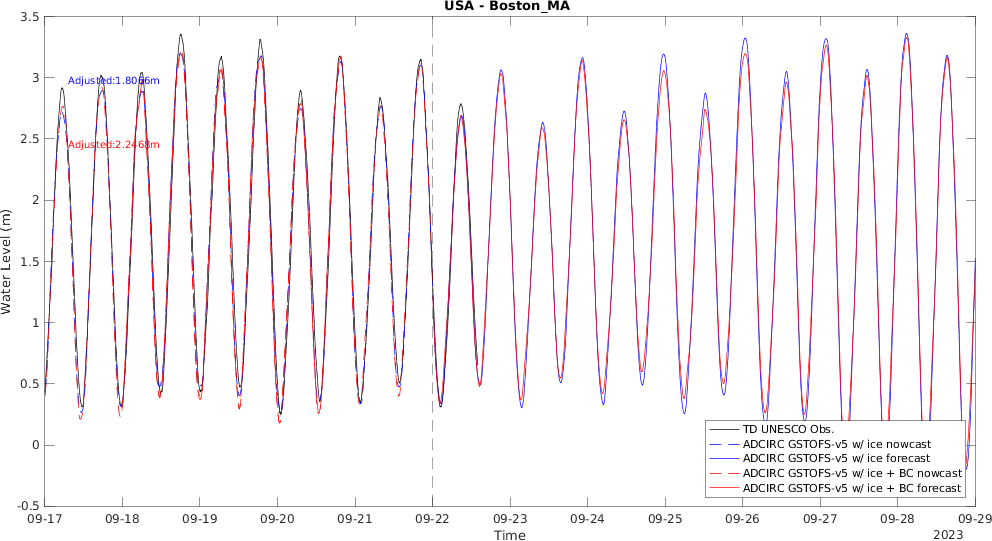 USA - Boston_MA
3.5
3
2.5
2
1.5
1
0.5
0
-0.5
Water Level (m)
Adjusted:1.8066m
Adjusted:2.2468m
TD UNESCO Obs.
ADCIRC GSTOFS-v5 w/ ice nowcast
ADCIRC GSTOFS-v5 w/ ice forecast
ADCIRC GSTOFS-v5 w/ ice + BC nowcast
ADCIRC GSTOFS-v5 w/ ice + BC forecast
09-17 09-18 09-19 09-20 09-21 09-22 09-23 09-24 09-25 09-26 09-27 09-28 09-29
Time
2023